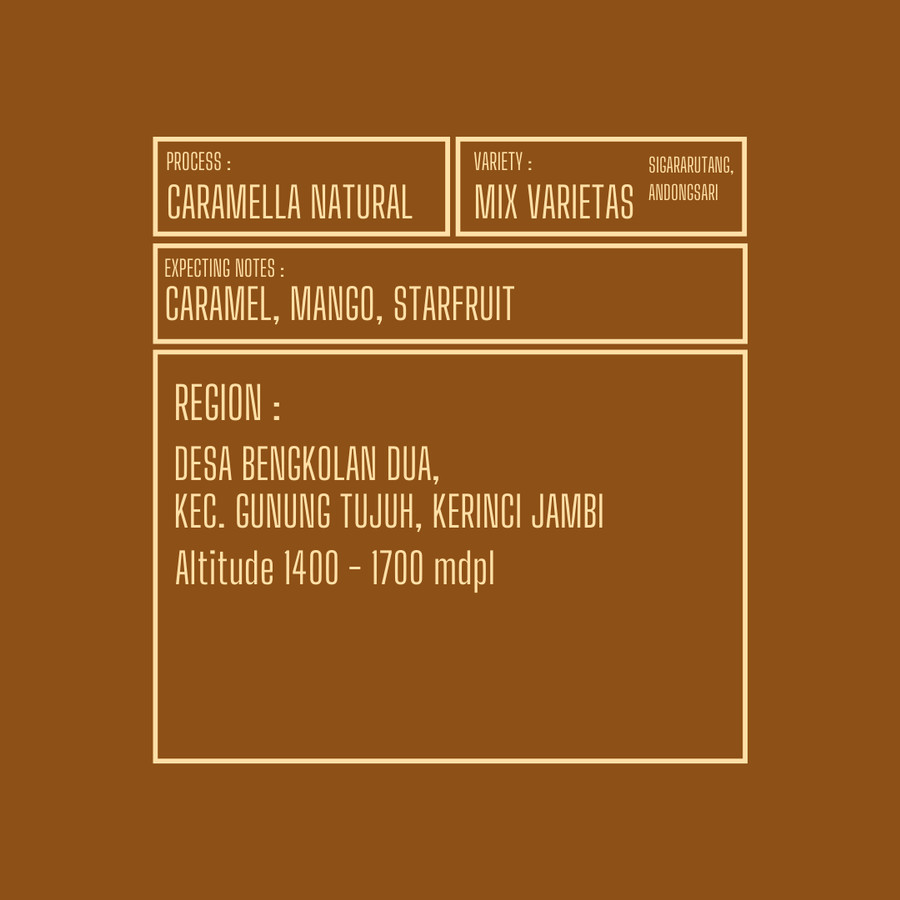 PROCESS :
CARAMELLA NATURAL
VARIETY :
MIX VARIETAS
SIGARARUTANG,
ANDONGSARI
EXPECTING NOTES :
CARAMEL, MANGO, STARFRUIT
REGION :
DESA BENGKOLAN DUA,
KEC. GUNUNG TUJUH, KERINCI JAMBI
Altitude 1400 - 1700 mdpl